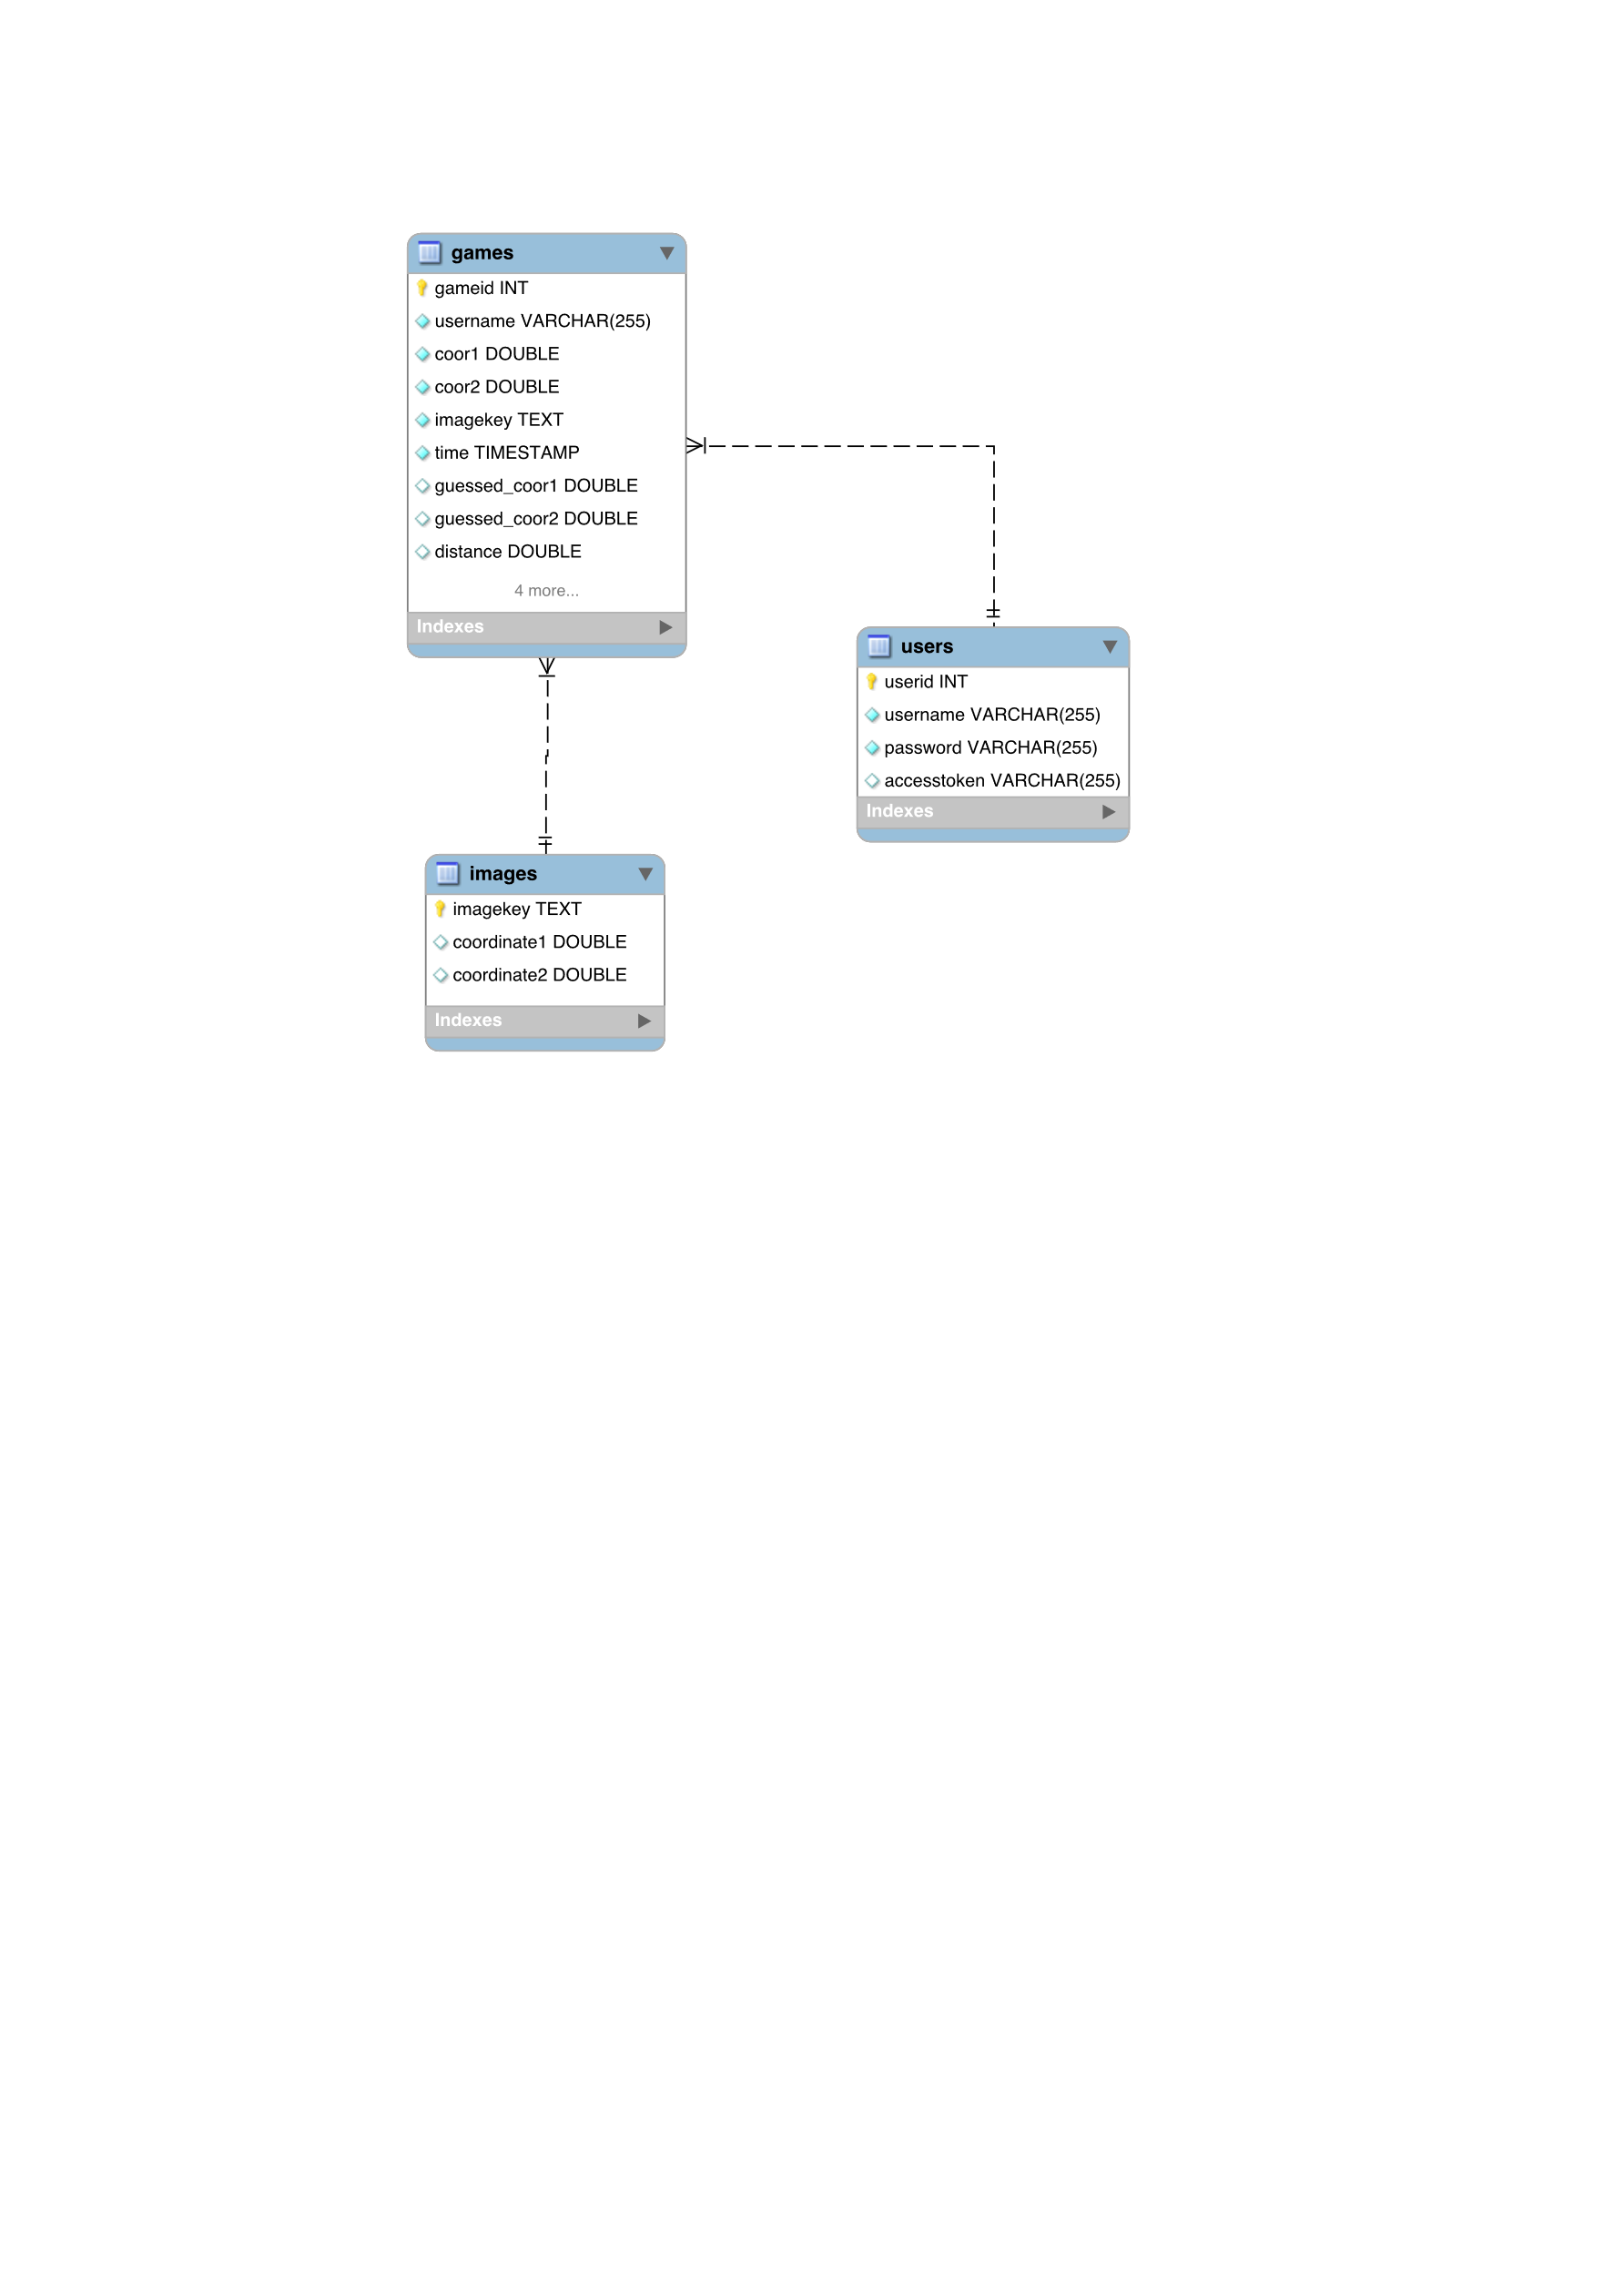 games
gameid INT
username VARCHAR(255)
coor1 DOUBLE
coor2 DOUBLE
imagekey TEXT
time TIMESTAMP
guessed_coor1 DOUBLE
guessed_coor2 DOUBLE
distance DOUBLE
4 more...
Indexes
users
userid INT
username VARCHAR(255)
password VARCHAR(255)
accesstoken VARCHAR(255)
Indexes
images
imagekey TEXT
coordinate1 DOUBLE
coordinate2 DOUBLE
Indexes